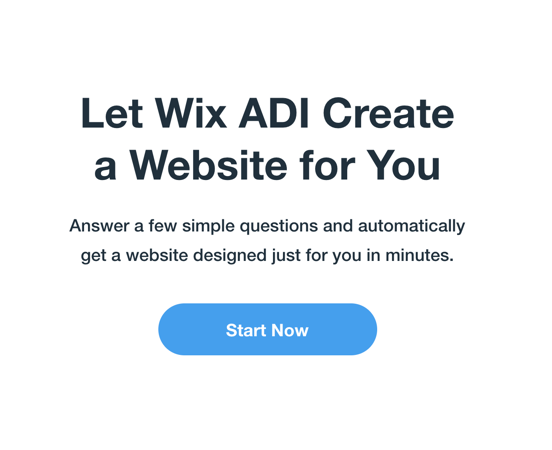 Let Wix ADI Create
a Website for You
Answer a few simple questions and automatically
get a website designed just for you in minutes.
Start Now